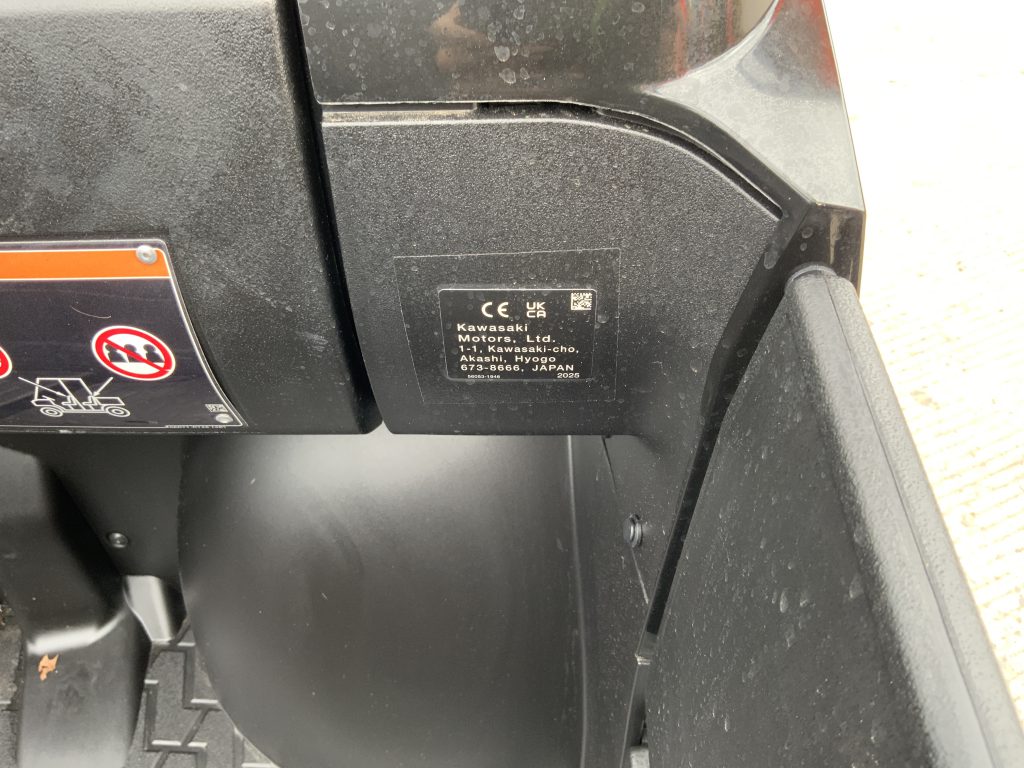 CE UK
CA
Kawasaki
Motors, Ltd.
1-1, Kawasaki-cho,
Akashi, Hyogo
673-8666, JAPAN
2025